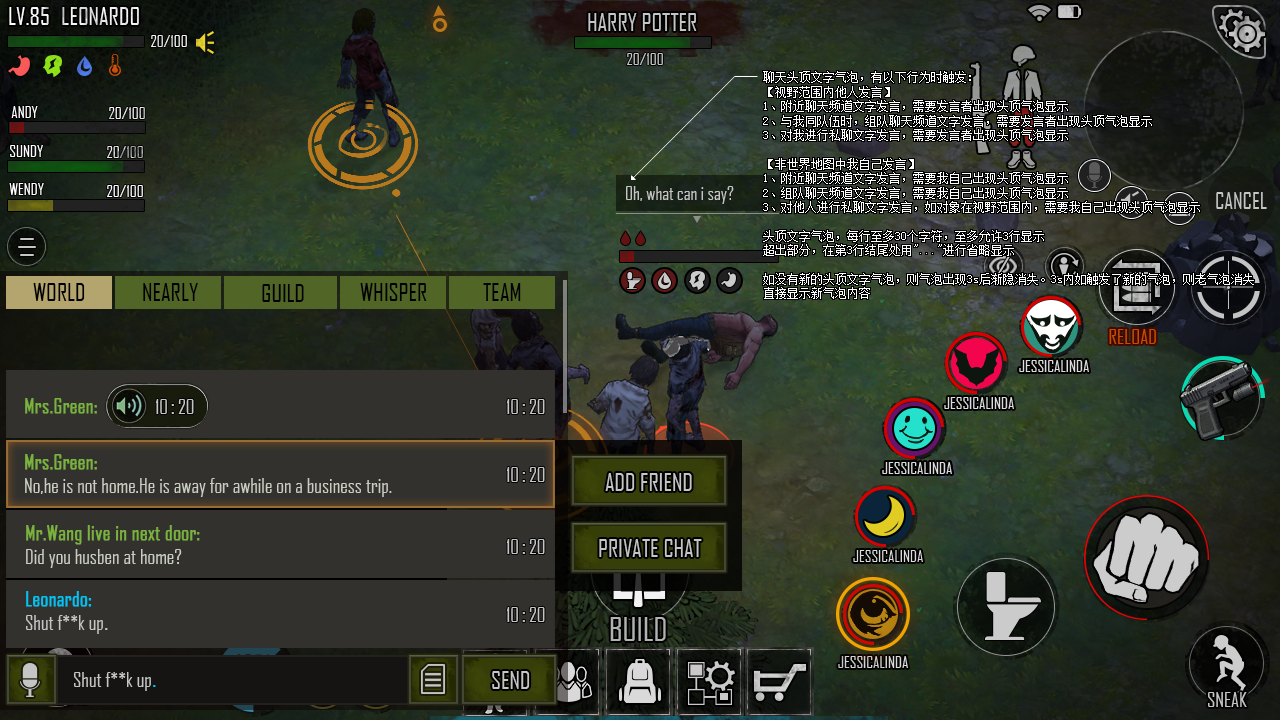 LV.85 LEONARDO
20/100
ANDY 20/100
SUNDY 20/100
WENDY 20/100
HARRY POTTER
20/100
聊天头顶文字气泡，有以下行为时触发：
【视野范围内他人发言】
1、附近聊天频道文字发言，需要发言者出现头顶气泡显示
2、与我同队伍时，组队聊天频道文字发言，需要发言者出现头顶气泡显示
3、对我进行私聊文字发言，需要发言者出现头顶气泡显示
【非世界地图中我自己发言】
1、附近聊天频道文字发言，需要我自己出现头顶气泡显示
2、组队聊天频道文字发言，需要我自己出现头顶气泡显示
3、对他人进行私聊文字发言，如对象在视野范围内，需要我自己出现头顶气泡显示
头顶文字气泡，每行至多30个字符，至多允许3行显示
超出部分，在第3行结尾处用"..."进行省略显示
如没有新的头顶文字气泡，则气泡出现3s后渐隐消失。3s内如触发了新的气泡，则老气泡消失
直接显示新气泡内容
Oh, what can i say?
CANCEL
RELOAD
WORLD NEARLY GUILD WHISPER TEAM
Mrs.Green: 10:20 10:20
Mrs.Green:
No,he is not home.He is away for awhile on a business trip. 10:20
Mr.Wang live in next door:
Did you husben at home? 10:20
Leonardo:
Shut f**k up. 10:20
Shut f**k up.
SEND
ADD FRIEND
PRIVATE CHAT
BUILD
JESSICALINDA
JESSICALINDA
JESSICALINDA
JESSICALINDA
JESSICALINDA
SNEAK